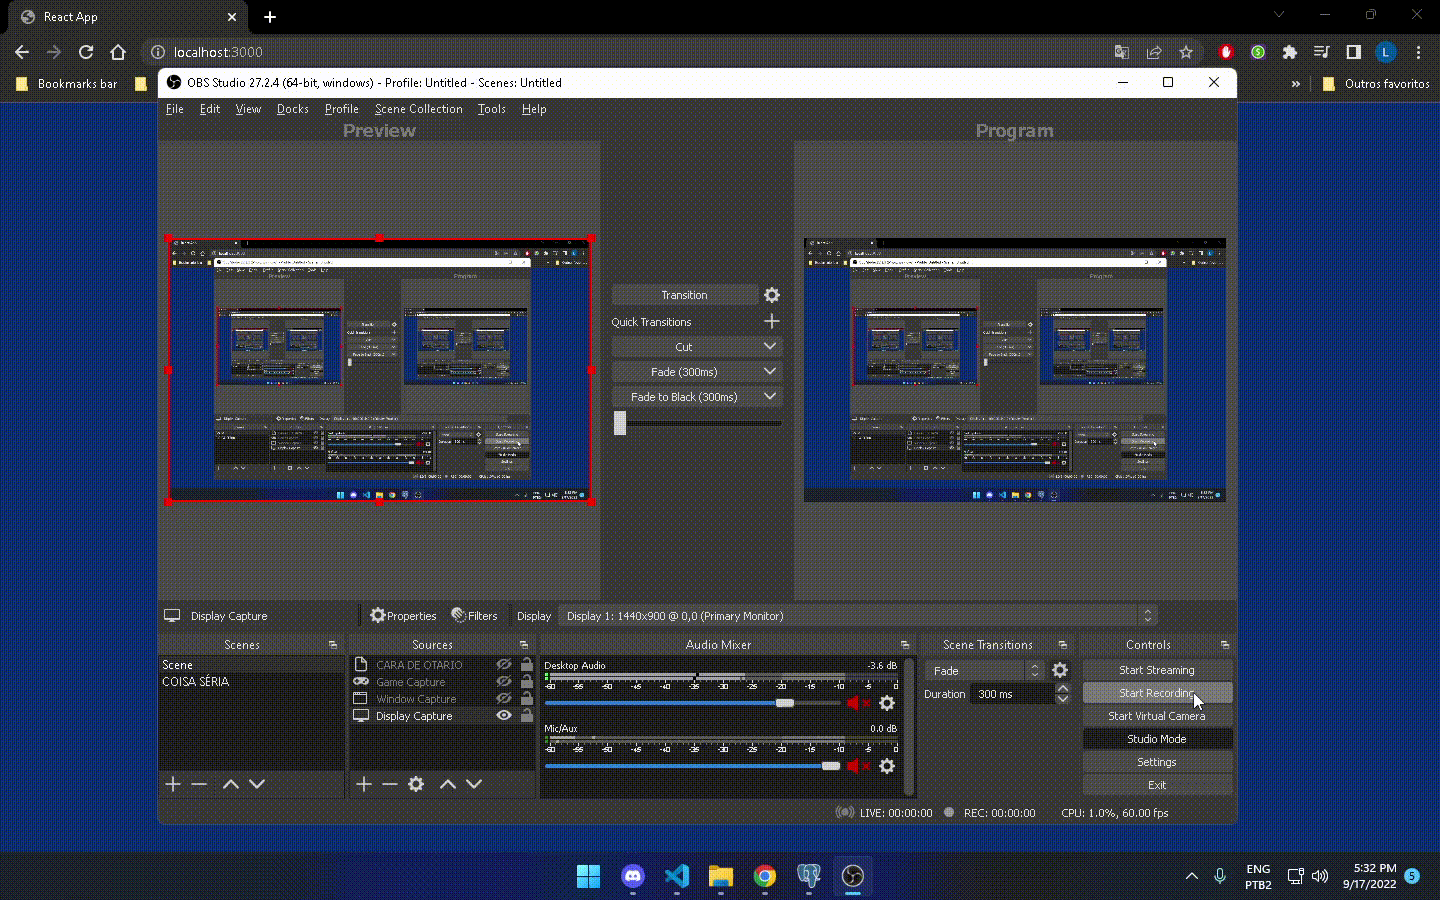 React App
localhost:3000
Bookmarks bar
Outros favoritos
OBS Studio 27.2.4 (64-bit, windows) - Profile: Untitled - Scenes: Untitled
File Edit View Docks Profile Scene Collection Tools Help
Preview
Program
Transition
Quick Transitions
Cut
Fade (300ms)
Fade to Black (300ms)
Display Capture
Properties
Filters
Display
Display 1: 1440x900 @ 0,0 (Primary Monitor)
Scenes
Scene
COISA SÉRIA
Sources
CARA DE OTARIO
Game Capture
Window Capture
Display Capture
Audio Mixer
Desktop Audio -3.6 dB
-60 -55 -50 -45 -40 -35 -30 -25 -20 -15 -10 -5 0
Mic/Aux 0.0 dB
-60 -55 -50 -45 -40 -35 -30 -25 -20 -15 -10 -5 0
Scene Transitions
Fade
Duration 300 ms
Controls
Start Streaming
Start Recording
Start Virtual Camera
Studio Mode
Settings
Exit
LIVE: 00:00:00 REC: 00:00:00 CPU: 1.0%, 60.00 fps
ENG
PTB2
5:32 PM
9/17/2022
5
L